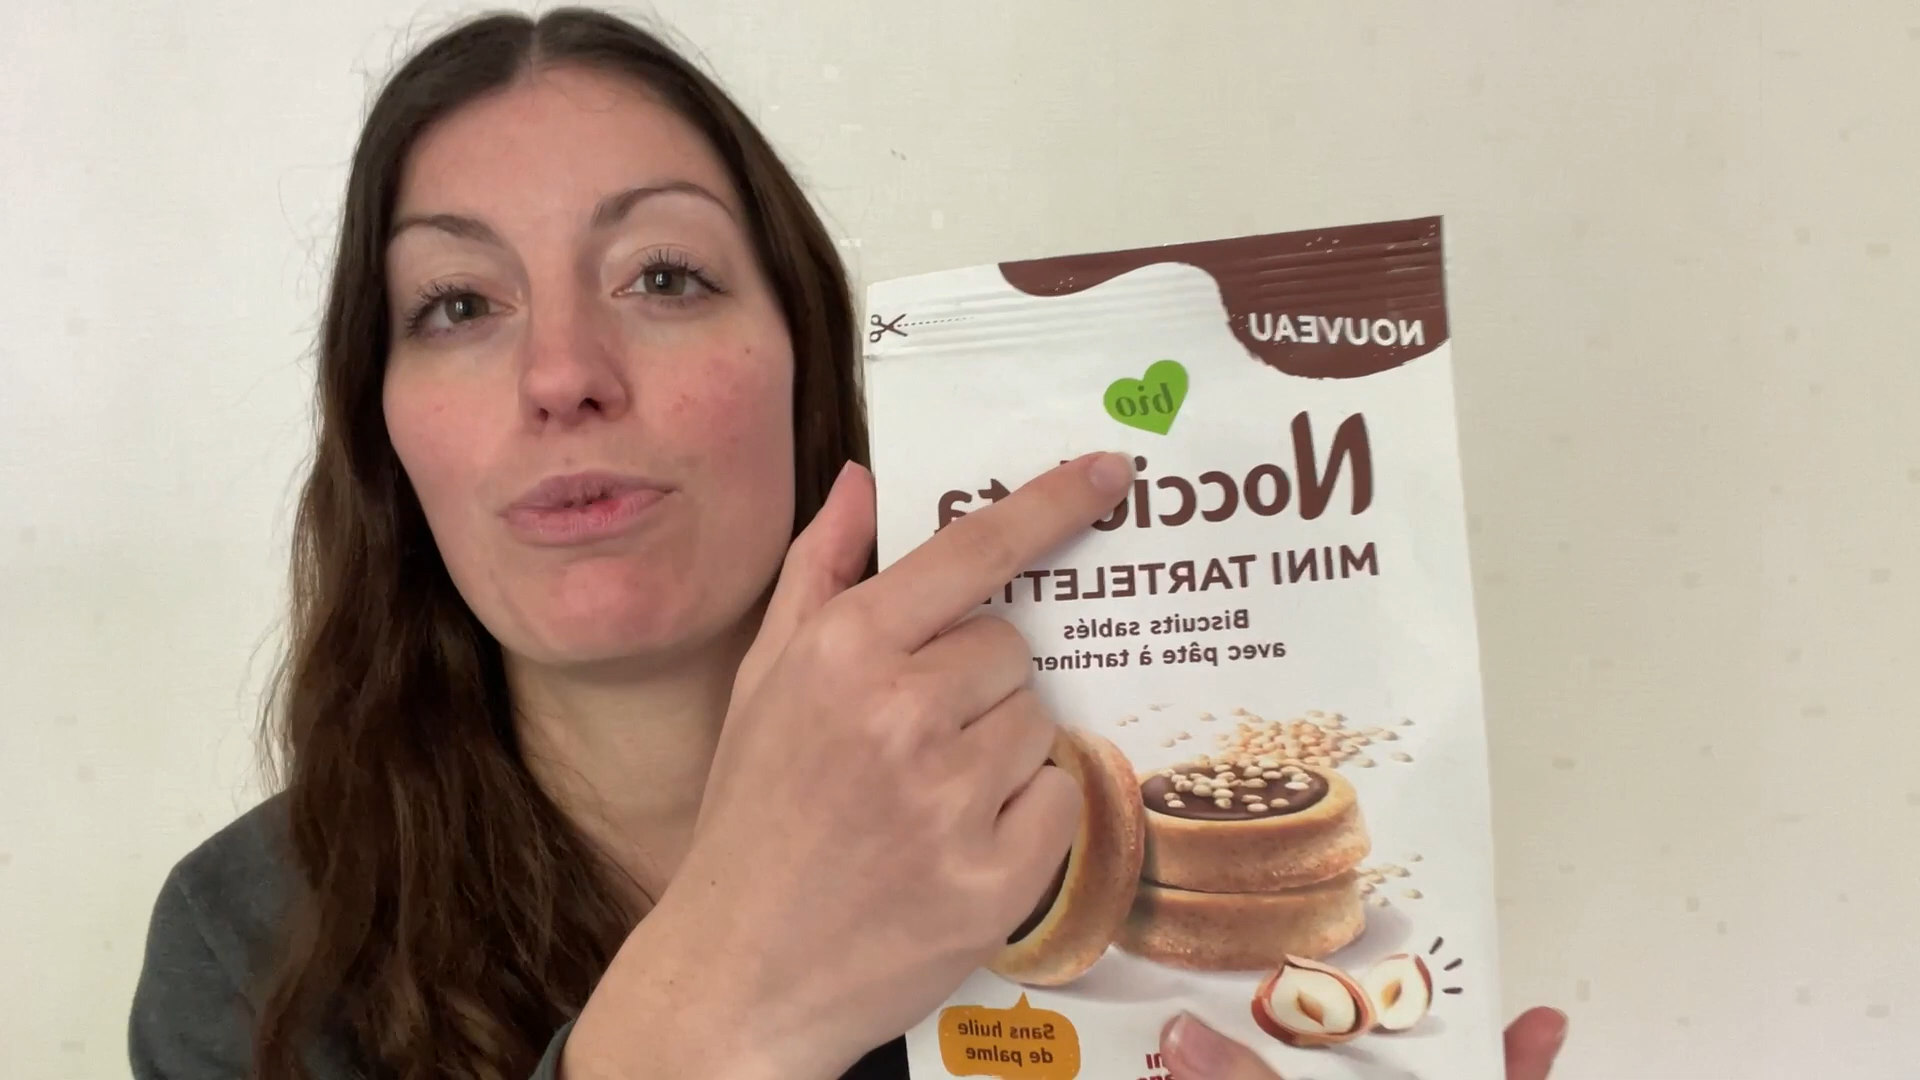 NOUVEAU
bio
MINI
Biscuits sablés
avec pâte à tartiner
Sans huile
de palme